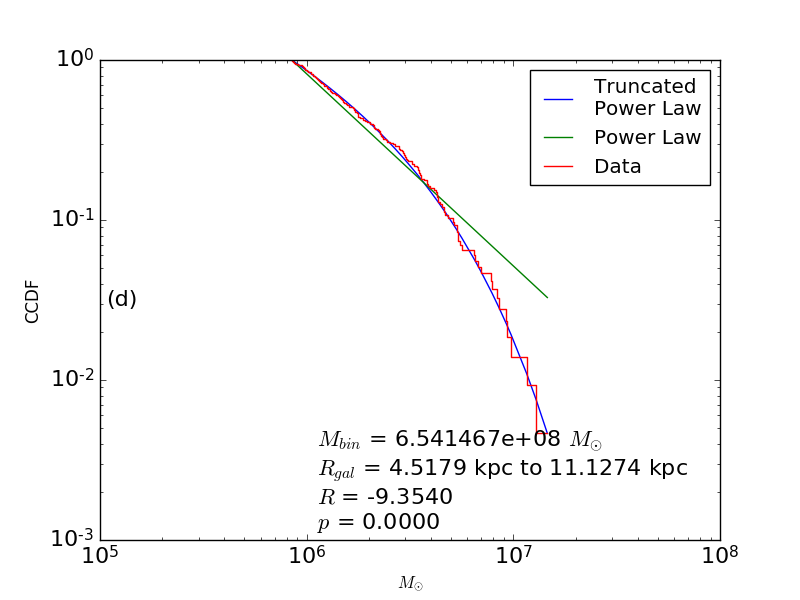 10^0
10^-1
10^-2
10^-3
CCDF
(d)
Truncated
Power Law
Power Law
Data
M_bin = 6.541467e+08 M_⊙
R_gal = 4.5179 kpc to 11.1274 kpc
R = -9.3540
p = 0.0000
10^5 10^6 10^7 10^8
M_⊙